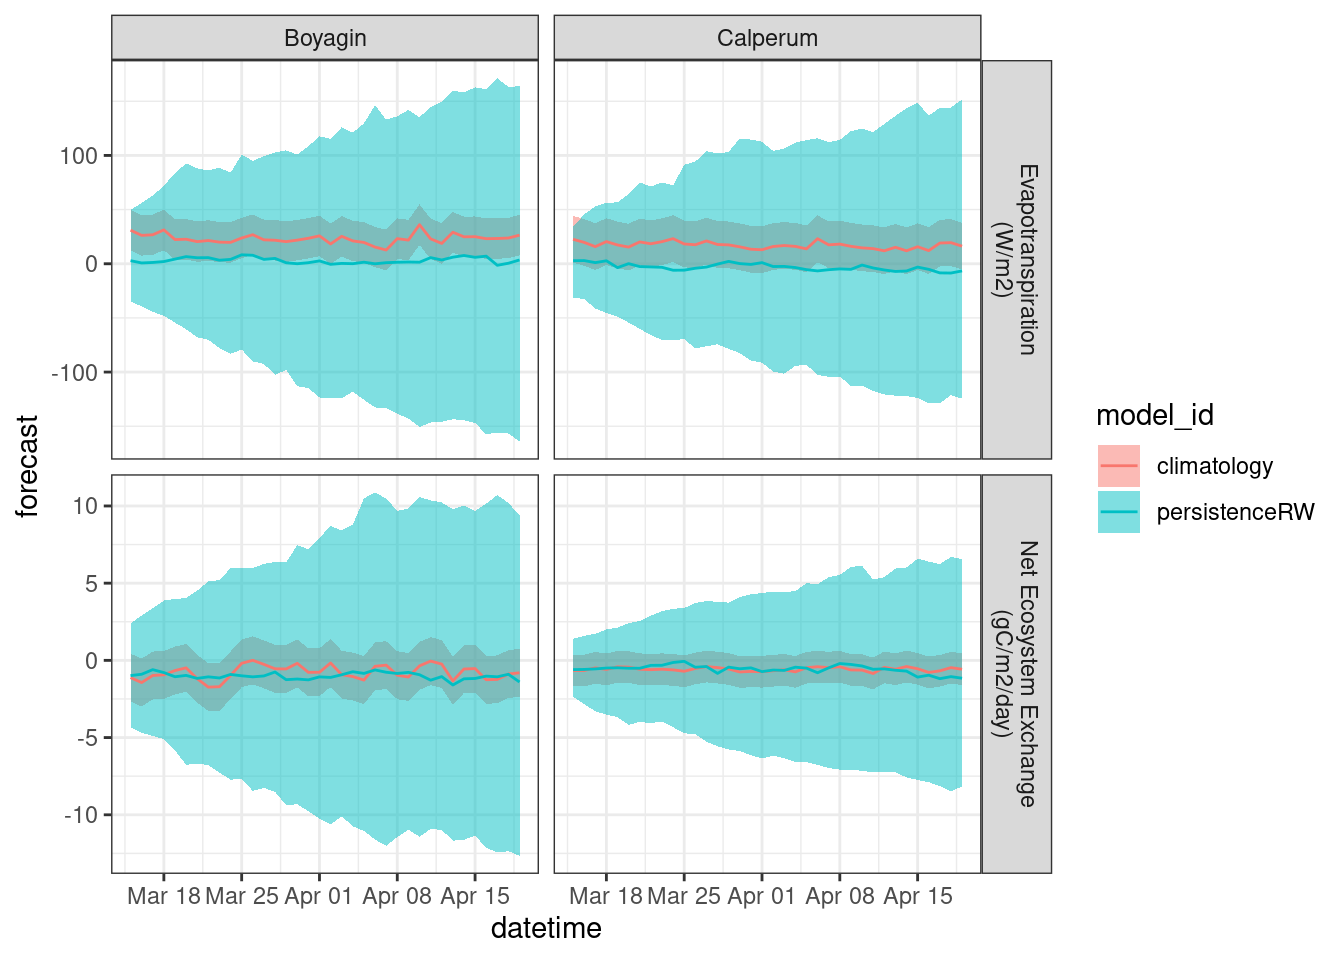 Boyagin
Calperum
100
0
-100
Evapotranspiration
(W/m2)
10
5
0
-5
-10
Net Ecosystem Exchange
(gC/m2/day)
forecast
Mar 18 Mar 25 Apr 01 Apr 08 Apr 15
Mar 18 Mar 25 Apr 01 Apr 08 Apr 15
datetime
model_id
climatology
persistenceRW